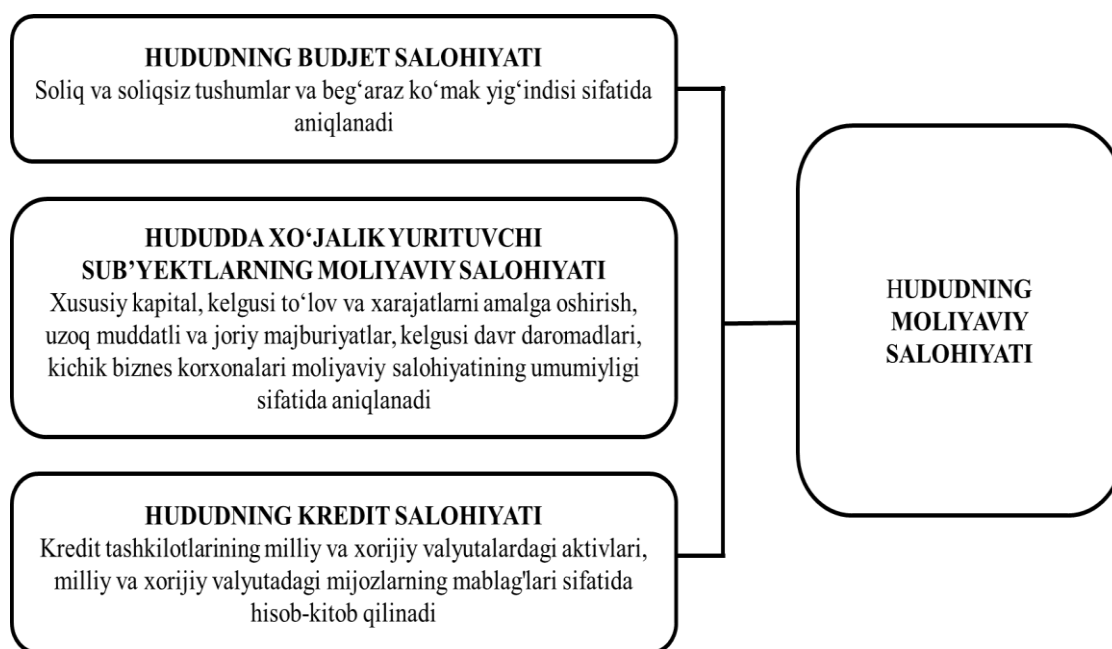 HUDUDNING BUDJET SALOHIYATI
Soliq va soliqsiz tushumlar va beg‘araz ko‘mak yig‘indisi sifatida
aniqlanadi
HUDUDDA XO‘JALIK YURITUVCHI
SUB’YEKTLARNING MOLIYAVIY SALOHIYATI
Xususiy kapital, kelgusi to‘lov va xarajatlarni amalga oshirish,
uzoq muddatli va joriy majburiyatlar, kelgusi davr daromadlari,
kichik biznes korxonalari moliyaviy salohiyatining umumiyligi
sifatida aniqlanadi
HUDUDNING KREDIT SALOHIYATI
Kredit tashkilotlarining milliy va xorijiy valyutalardagi aktivlari,
milliy va xorijiy valyutadagi mijozlarning mablag'lari sifatida
hisob-kitob qilinadi
HUDUDNING
MOLIYAVIY
SALOHIYATI